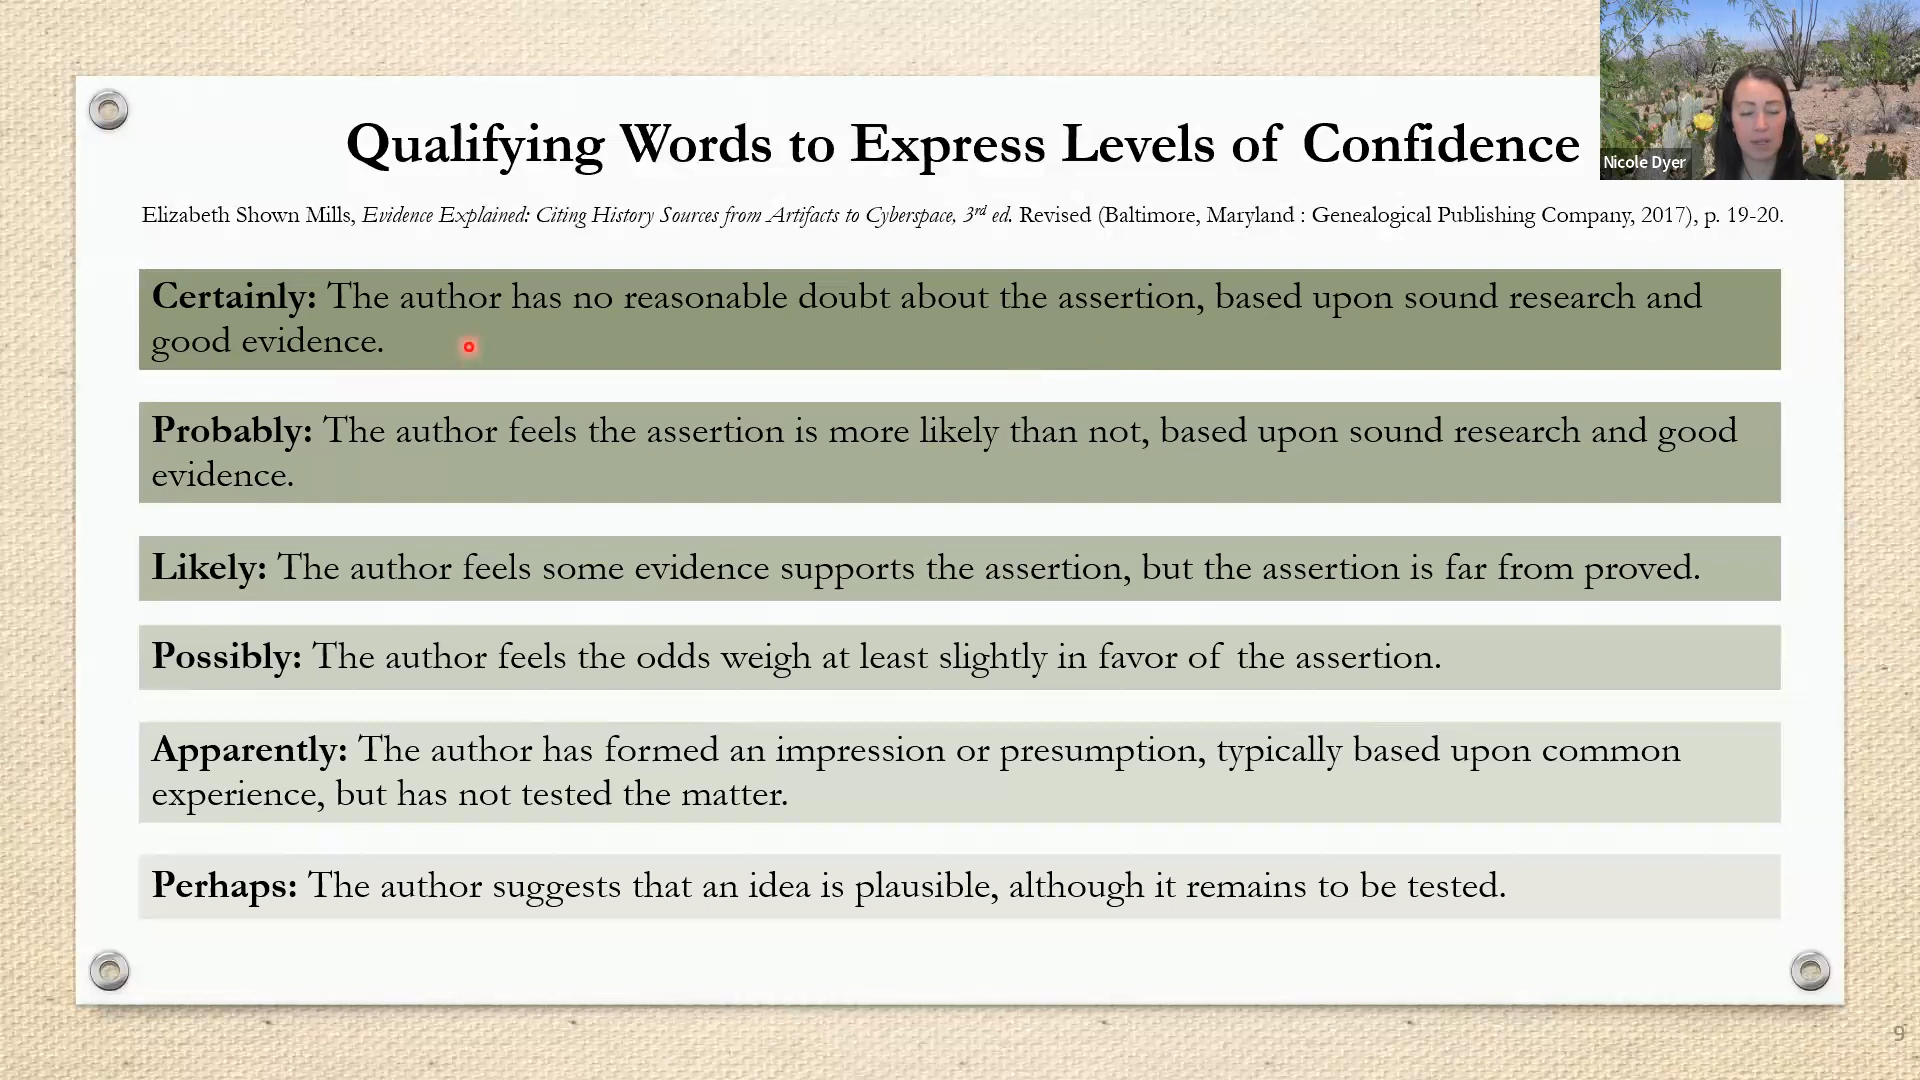 Qualifying Words to Express Levels of Confidence
Nicole Dyer
Elizabeth Shown Mills, Evidence Explained: Citing History Sources from Artifacts to Cyberspace, 3rd ed. Revised (Baltimore, Maryland : Genealogical Publishing Company, 2017), p. 19-20.
Certainly: The author has no reasonable doubt about the assertion, based upon sound research and
good evidence.
Probably: The author feels the assertion is more likely than not, based upon sound research and good
evidence.
Likely: The author feels some evidence supports the assertion, but the assertion is far from proved.
Possibly: The author feels the odds weigh at least slightly in favor of the assertion.
Apparently: The author has formed an impression or presumption, typically based upon common
experience, but has not tested the matter.
Perhaps: The author suggests that an idea is plausible, although it remains to be tested.
9